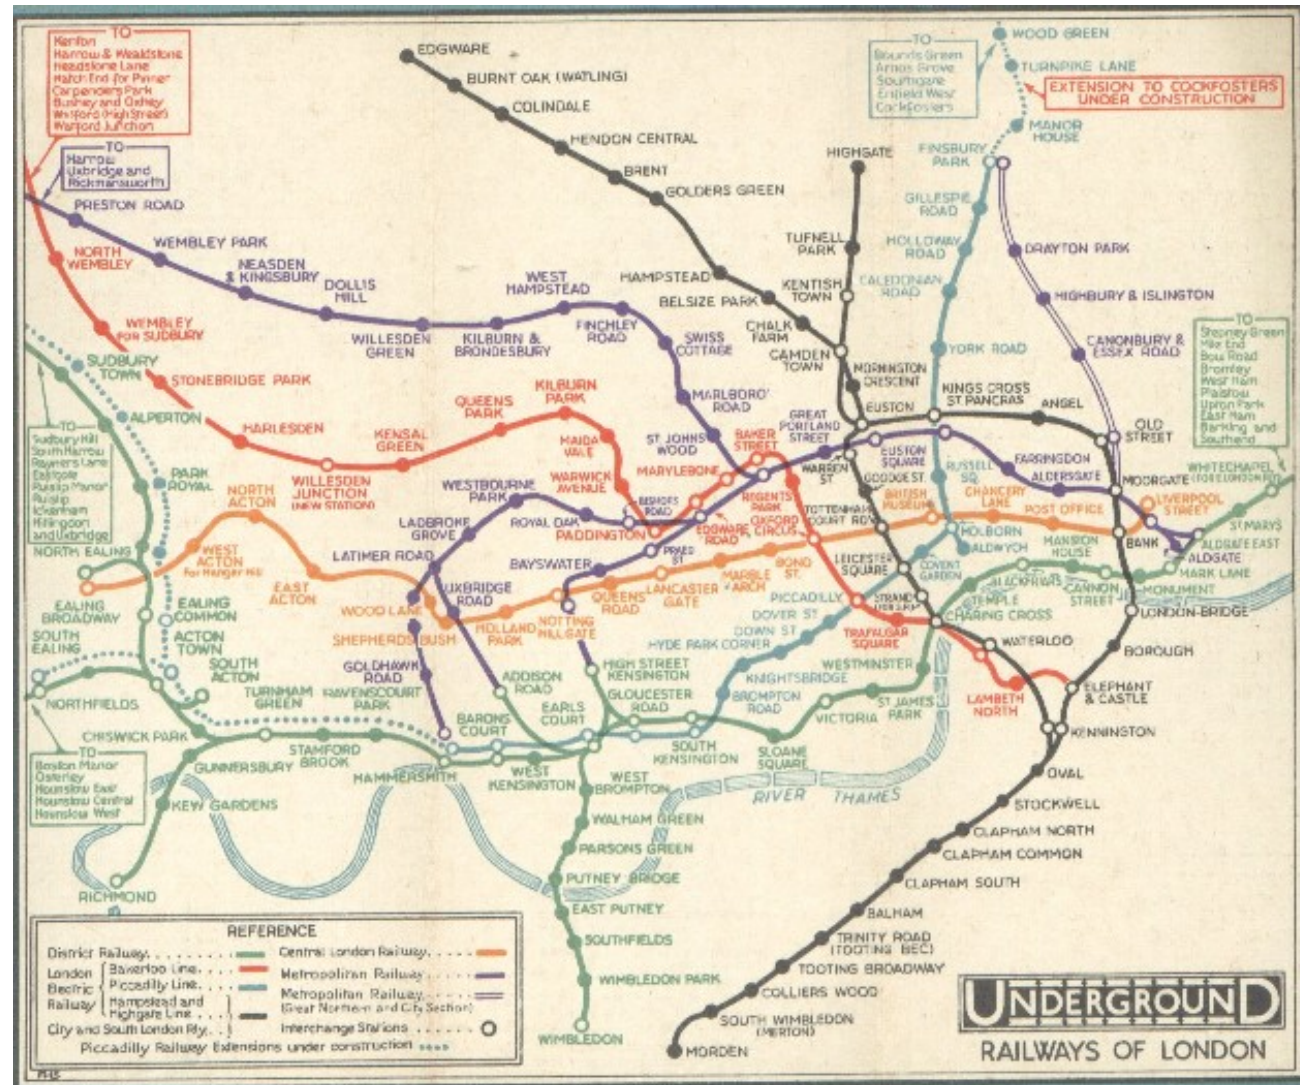 TO
Kenton
Harrow & Wealdstone
Headstone Lane
Hatch End for Pinner
Carpenders Park
Bushey and Oxhey
Watford (High Street)
Watford Junction
TO
Harrow
Uxbridge and
Rickmansworth
PRESTON ROAD
NORTH
WEMBLEY
WEMBLEY PARK
NEASDEN
& KINGSBURY
DOLLIS
HILL
WILLESDEN
GREEN
KILBURN &
BRONDESBURY
WEST
HAMPSTEAD
FINCHLEY
ROAD
SWISS
COTTAGE
MARLBORO'
ROAD
ST JOHNS
WOOD
EDGWARE
BURNT OAK (WATLING)
COLINDALE
HENDON CENTRAL
BRENT
GOLDERS GREEN
HAMPSTEAD
BELSIZE PARK
CHALK
FARM
CAMDEN
TOWN
HIGHGATE
TUFNELL
PARK
KENTISH
TOWN
MORNINGTON
CRESCENT
EUSTON
TO
Bounds Green
Arnos Grove
Southgate
Enfield West
Cockfosters
WOOD GREEN
TURNPIKE LANE
EXTENSION TO COCKFOSTERS
UNDER CONSTRUCTION
MANOR
HOUSE
FINSBURY
PARK
GILLESPIE
ROAD
HOLLOWAY
ROAD
CALEDONIAN
ROAD
YORK ROAD
KINGS CROSS
ST PANCRAS
ANGEL
DRAYTON PARK
HIGHBURY & ISLINGTON
CANONBURY &
ESSEX ROAD
OLD
STREET
TO
Stepney Green
Mile End
Bow Road
Bromley
West Ham
Plaistow
Upton Park
East Ham
Barking and
Southend
WHITECHAPEL
(FOR LONDON HOSP)
WEMBLEY
FOR SUDBURY
STONEBRIDGE PARK
HARLESDEN
WILLESDEN
JUNCTION
(NEW STATION)
KENSAL
GREEN
QUEENS
PARK
KILBURN
PARK
MAIDA
VALE
WARWICK
AVENUE
PADDINGTON
MARYLEBONE
BAKER
STREET
EDGWARE
ROAD
REGENTS
PARK
OXFORD
CIRCUS
GREAT
PORTLAND
STREET
WARREN
ST
EUSTON
SQUARE
GOODGE ST.
RUSSELL
SQ.
FARRINGDON
ALDERSGATE
MOORGATE
LIVERPOOL
STREET
ST MARYS
ALDGATE EAST
ALDGATE
SUDBURY
TOWN
ALPERTON
PARK
ROYAL
TO
Sudbury Hill
South Harrow
Rayners Lane
Eastcote
Ruislip Manor
Ruislip
Ickenham
Hillingdon
and Uxbridge
NORTH EALING
NORTH
ACTON
WEST
ACTON
For Hanger Hill
EAST
ACTON
EALING
BROADWAY
EALING
COMMON
SOUTH
EALING
ACTON
TOWN
SOUTH
ACTON
NORTHFIELDS
WESTBOURNE
PARK
ROYAL OAK
BISHOPS
ROAD
LADBROKE
GROVE
LATIMER ROAD
UXBRIDGE
ROAD
WOOD LANE
SHEPHERDS BUSH
GOLDHAWK
ROAD
HOLLAND
PARK
NOTTING
HILL GATE
BAYSWATER
PRAED
ST
QUEENS
ROAD
LANCASTER
GATE
MARBLE
ARCH
BOND
ST.
TOTTENHAM
COURT ROAD
BRITISH
MUSEUM
CHANCERY
LANE
POST OFFICE
BANK
HOLBORN
ALDWYCH
COVENT
GARDEN
LEICESTER
SQUARE
PICCADILLY
DOVER ST
DOWN ST
HYDE PARK CORNER
KNIGHTSBRIDGE
BROMPTON
ROAD
TRAFALGAR
SQUARE
STRAND
CHARING CROSS
TEMPLE
BLACKFRIARS
MANSION
HOUSE
CANNON
STREET
MONUMENT
MARK LANE
LONDON BRIDGE
BOROUGH
WATERLOO
LAMBETH
NORTH
ELEPHANT
& CASTLE
KENNINGTON
WESTMINSTER
ST JAMES
PARK
VICTORIA
SLOANE
SQUARE
SOUTH
KENSINGTON
GLOUCESTER
ROAD
HIGH STREET
KENSINGTON
ADDISON
ROAD
EARLS
COURT
BARONS
COURT
WEST
KENSINGTON
HAMMERSMITH
RAVENSCOURT
PARK
STAMFORD
BROOK
TURNHAM
GREEN
CHISWICK PARK
GUNNERSBURY
KEW GARDENS
RICHMOND
TO
Boston Manor
Osterley
Hounslow East
Hounslow Central
Hounslow West
WEST
BROMPTON
WALHAM GREEN
PARSONS GREEN
PUTNEY BRIDGE
EAST PUTNEY
SOUTHFIELDS
WIMBLEDON PARK
WIMBLEDON
RIVER THAMES
OVAL
STOCKWELL
CLAPHAM NORTH
CLAPHAM COMMON
CLAPHAM SOUTH
BALHAM
TRINITY ROAD
(TOOTING BEC)
TOOTING BROADWAY
COLLIERS WOOD
SOUTH WIMBLEDON
(MERTON)
MORDEN
REFERENCE
District Railway
London Electric Railway
Bakerloo Line
Piccadilly Line
Hampstead and
Highgate Line
City and South London Rly.
Central London Railway
Metropolitan Railway
Metropolitan Railway
(Great Northern and City Section)
Interchange Stations
Piccadilly Railway Extensions under construction
UNDERGROUND
RAILWAYS OF LONDON